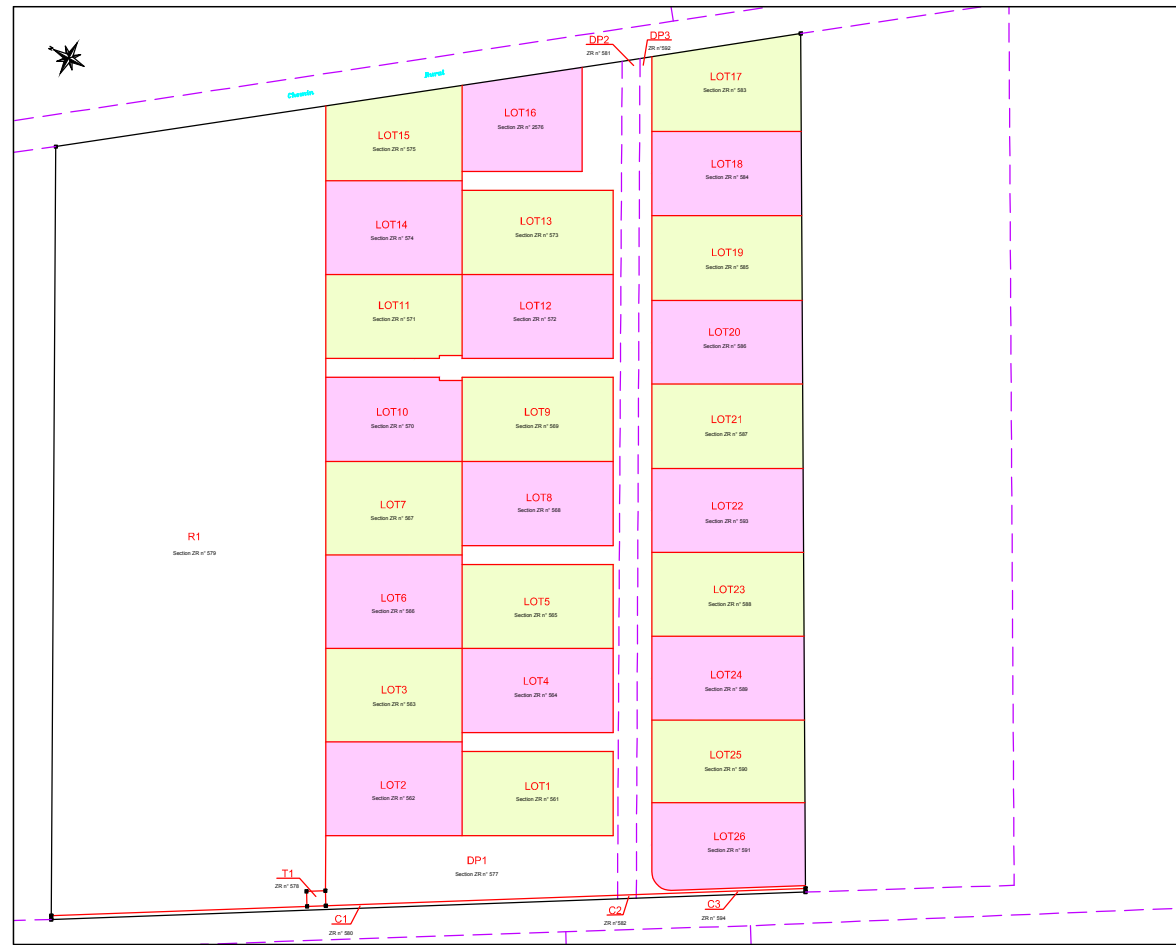 DP2
ZR n° 581
DP3
ZR n°592
Chemin
Rural
LOT17
Section ZR n° 583
LOT16
Section ZR n° 2576
LOT15
Section ZR n° 575
LOT18
Section ZR n° 584
LOT14
Section ZR n° 574
LOT13
Section ZR n° 573
LOT19
Section ZR n° 585
LOT11
Section ZR n° 571
LOT12
Section ZR n° 572
LOT20
Section ZR n° 586
LOT10
Section ZR n° 570
LOT9
Section ZR n° 569
LOT21
Section ZR n° 587
LOT7
Section ZR n° 567
LOT8
Section ZR n° 568
LOT22
Section ZR n° 593
R1
Section ZR n° 579
LOT6
Section ZR n° 566
LOT5
Section ZR n° 565
LOT23
Section ZR n° 588
LOT3
Section ZR n° 563
LOT4
Section ZR n° 564
LOT24
Section ZR n° 589
LOT2
Section ZR n° 562
LOT1
Section ZR n° 561
LOT25
Section ZR n° 590
LOT26
Section ZR n° 591
DP1
Section ZR n° 577
T1
ZR n° 578
C1
ZR n° 580
C2
ZR n°582
C3
ZR n° 594